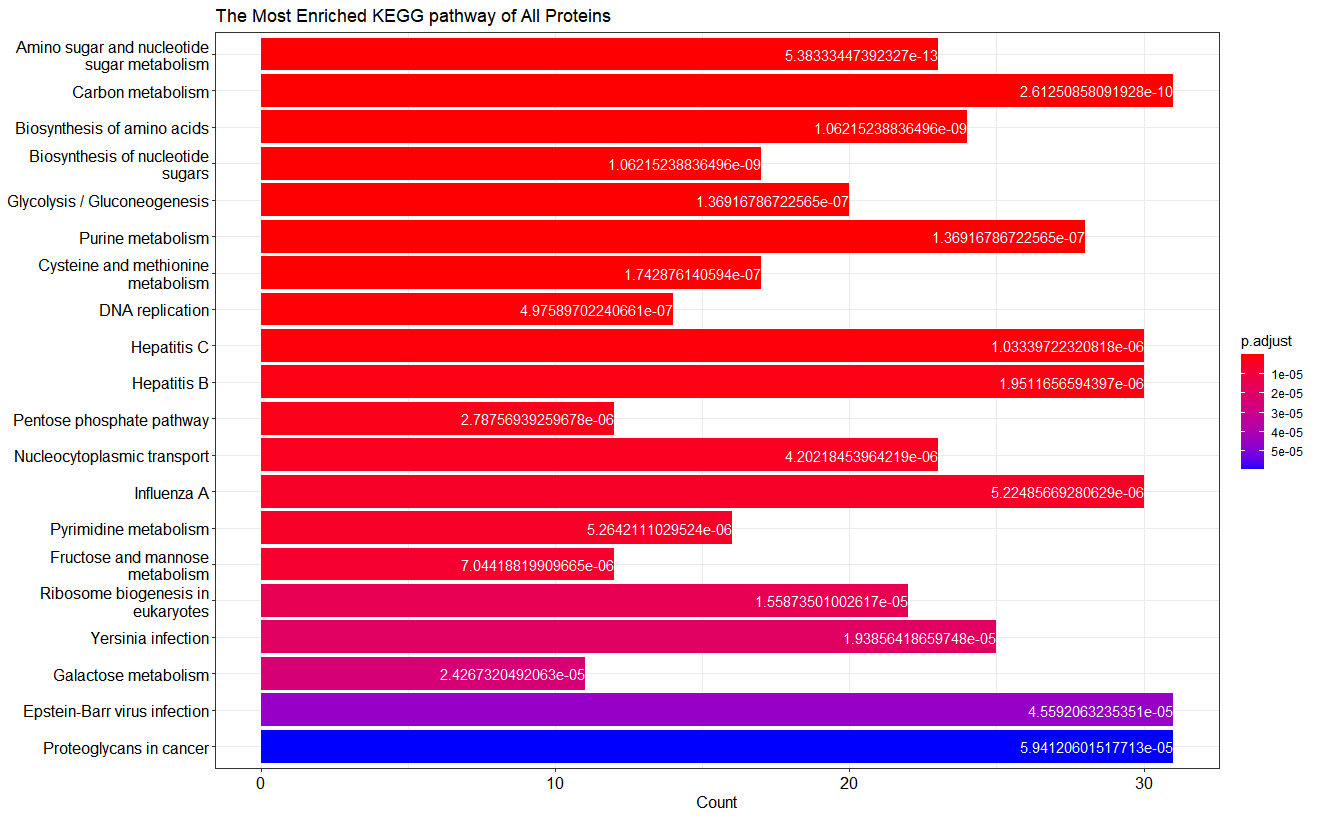 The Most Enriched KEGG pathway of All Proteins
Amino sugar and nucleotide
sugar metabolism
5.38333447392327e-13
Carbon metabolism
2.61250858091928e-10
Biosynthesis of amino acids
1.06215238836496e-09
Biosynthesis of nucleotide
sugars
1.06215238836496e-09
Glycolysis / Gluconeogenesis
1.36916786722565e-07
Purine metabolism
1.36916786722565e-07
Cysteine and methionine
metabolism
1.742876140594e-07
DNA replication
4.97589702240661e-07
Hepatitis C
1.03339722320818e-06
Hepatitis B
1.9511656594397e-06
Pentose phosphate pathway
2.78756939259678e-06
Nucleocytoplasmic transport
4.20218453964219e-06
Influenza A
5.22485669280629e-06
Pyrimidine metabolism
5.2642111029524e-06
Fructose and mannose
metabolism
7.04418819909665e-06
Ribosome biogenesis in
eukaryotes
1.55873501002617e-05
Yersinia infection
1.93856418659748e-05
Galactose metabolism
2.4267320492063e-05
Epstein-Barr virus infection
4.5592063235351e-05
Proteoglycans in cancer
5.94120601517713e-05
0
10
20
30
Count
p.adjust
1e-05
2e-05
3e-05
4e-05
5e-05